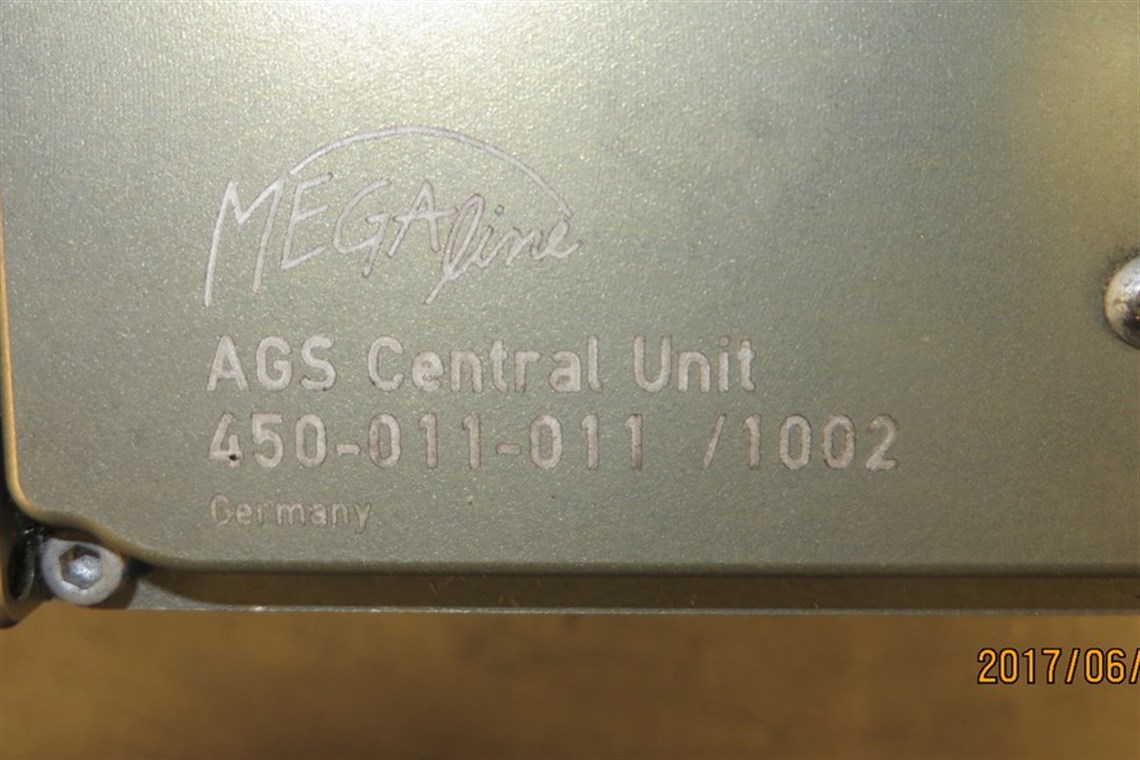 MEGAline
AGS Central Unit
450-011-011 /1002
Germany
2017/06/